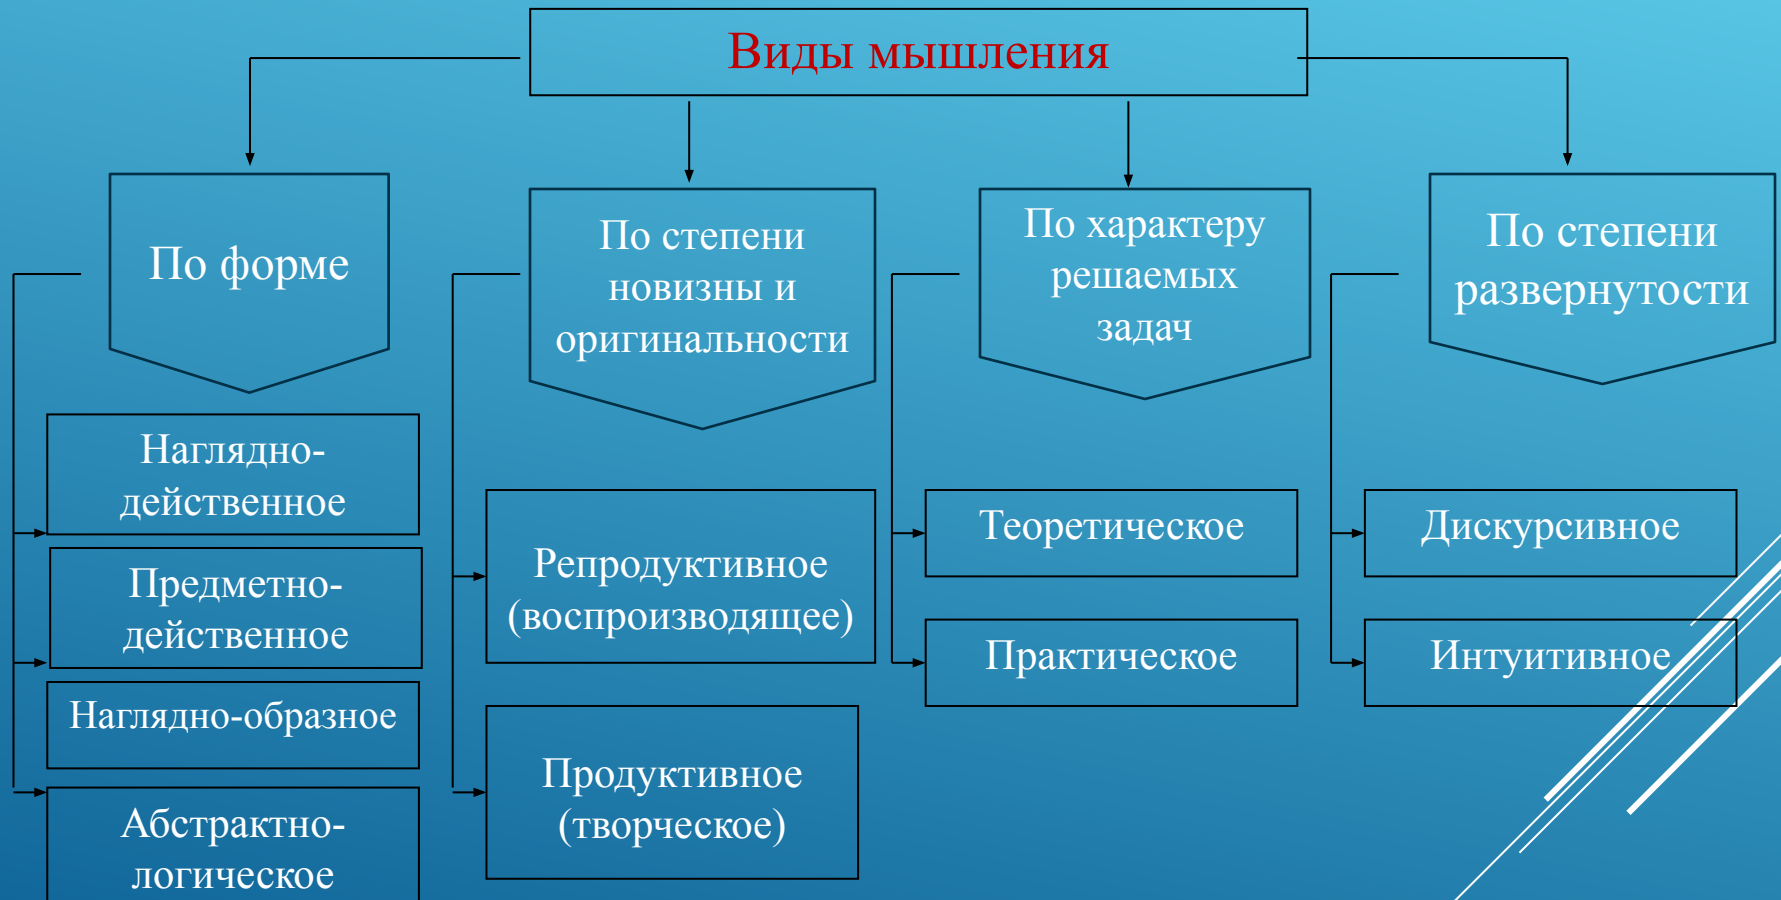 Виды мышления
По форме
Наглядно-
действенное
Предметно-
действенное
Наглядно-образное
Абстрактно-
логическое
По степени
новизны и
оригинальности
Репродуктивное
(воспроизводящее)
Продуктивное
(творческое)
По характеру
решаемых
задач
Теоретическое
Практическое
По степени
развернутости
Дискурсивное
Интуитивное